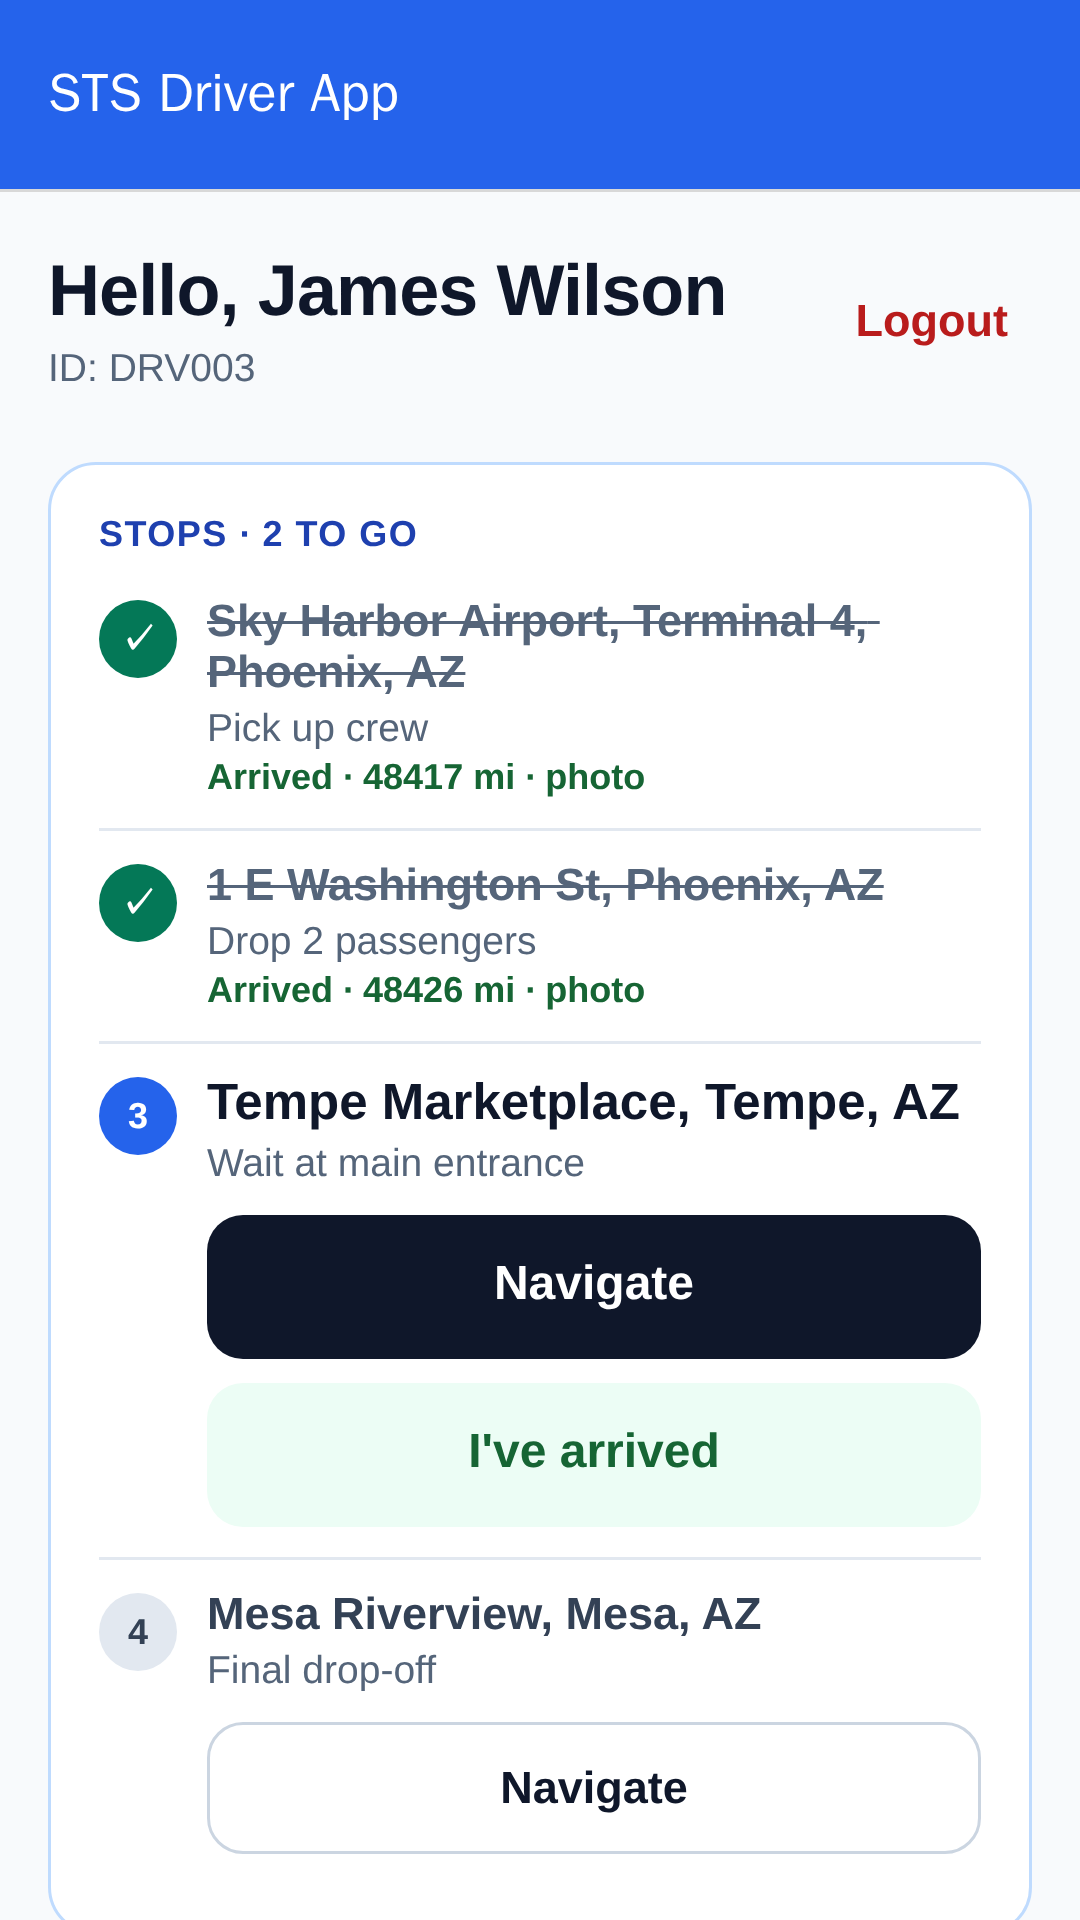 STS Driver App
Hello, James Wilson
ID: DRV003
Logout
STOPS · 2 TO GO
✓
Sky Harbor Airport, Terminal 4,
Phoenix, AZ
Pick up crew
Arrived · 48417 mi · photo
✓
1 E Washington St, Phoenix, AZ
Drop 2 passengers
Arrived · 48426 mi · photo
3
Tempe Marketplace, Tempe, AZ
Wait at main entrance
Navigate
I've arrived
4
Mesa Riverview, Mesa, AZ
Final drop-off
Navigate